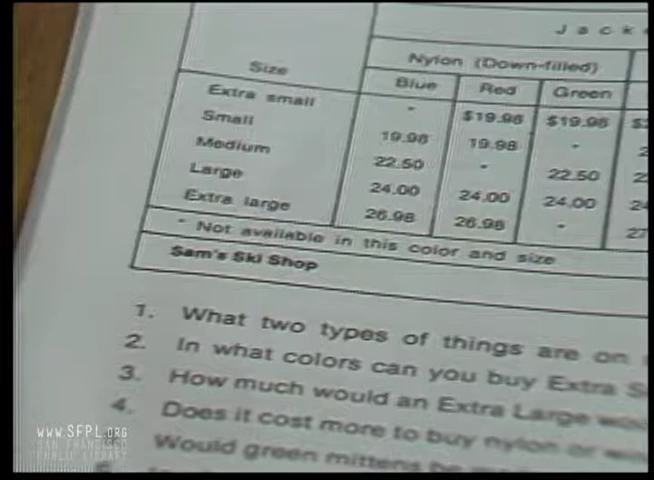 Jack
Nylon (Down-filled)
Size Blue Red Green
Extra small * $19.98 $19.98
Small 19.98 19.98 *
Medium 22.50 * 22.50
Large 24.00 24.00 24.00
Extra large 26.98 26.98 *
* Not available in this color and size
Sam's Ski Shop
1. What two types of things are on
2. In what colors can you buy Extra
3. How much would an Extra Large
4. Does it cost more to buy nylon or
Would green mittens be
www.SFPL.ORG
SAN FRANCISCO
PUBLIC LIBRARY